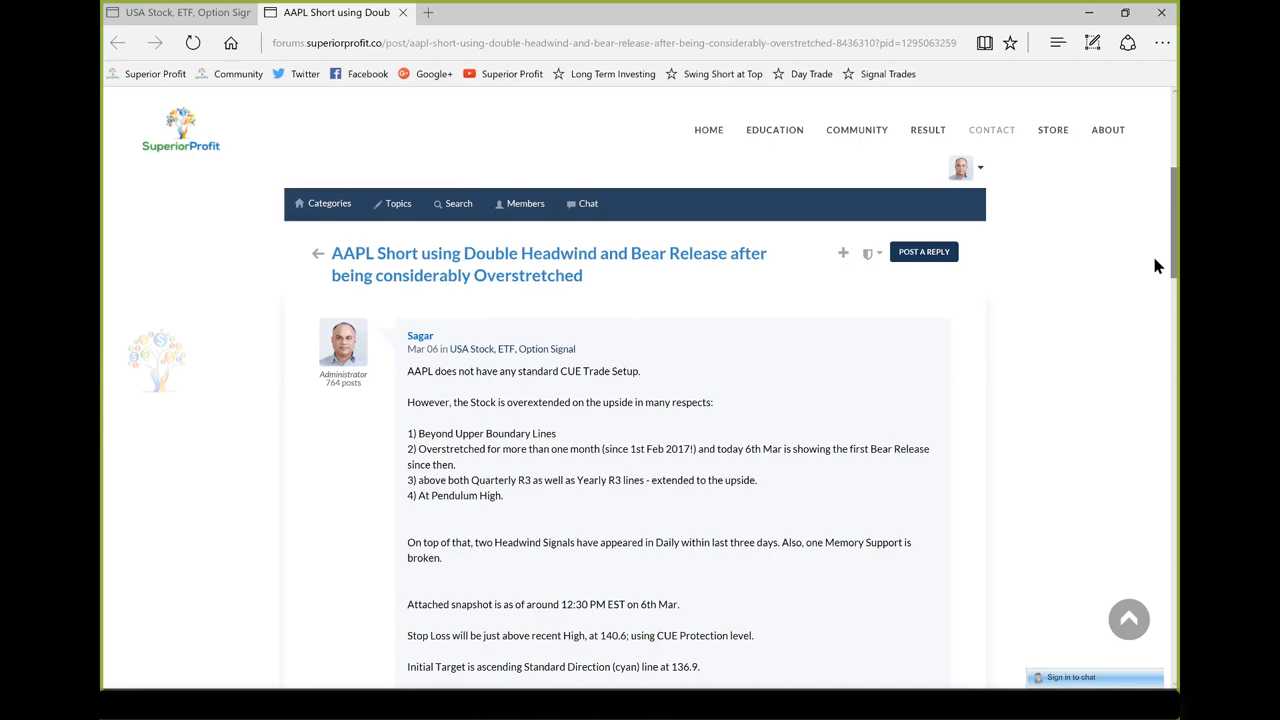 USA Stock, ETF, Option Sigr
AAPL Short using Doub
forums.superiorprofit.co/post/aapl-short-using-double-headwind-and-bear-release-after-being-considerably-overstretched-8436310?pid=1295063259
Superior Profit
Community
Twitter
Facebook
Google+
Superior Profit
Long Term Investing
Swing Short at Top
Day Trade
Signal Trades
SuperiorProfit
HOME
EDUCATION
COMMUNITY
RESULT
CONTACT
STORE
ABOUT
Categories
Topics
Search
Members
Chat
AAPL Short using Double Headwind and Bear Release after
being considerably Overstretched
POST A REPLY
Sagar
Mar 06 in USA Stock, ETF, Option Signal
Administrator
764 posts
AAPL does not have any standard CUE Trade Setup.
However, the Stock is overextended on the upside in many respects:
1) Beyond Upper Boundary Lines
2) Overstretched for more than one month (since 1st Feb 2017!) and today 6th Mar is showing the first Bear Release
since then.
3) above both Quarterly R3 as well as Yearly R3 lines - extended to the upside.
4) At Pendulum High.
On top of that, two Headwind Signals have appeared in Daily within last three days. Also, one Memory Support is
broken.
Attached snapshot is as of around 12:30 PM EST on 6th Mar.
Stop Loss will be just above recent High, at 140.6; using CUE Protection level.
Initial Target is ascending Standard Direction (cyan) line at 136.9.
Sign in to chat